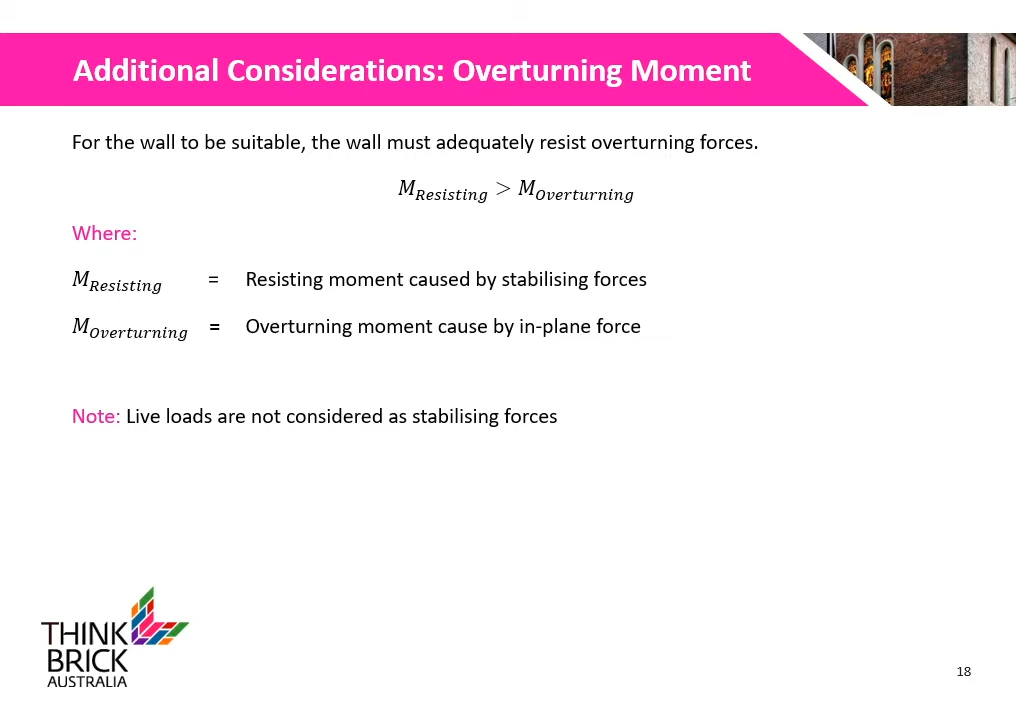 Additional Considerations: Overturning Moment
For the wall to be suitable, the wall must adequately resist overturning forces.
M_Resisting > M_Overturning
Where:
M_Resisting = Resisting moment caused by stabilising forces
M_Overturning = Overturning moment cause by in-plane force
Note: Live loads are not considered as stabilising forces
THINK
BRICK
AUSTRALIA
18